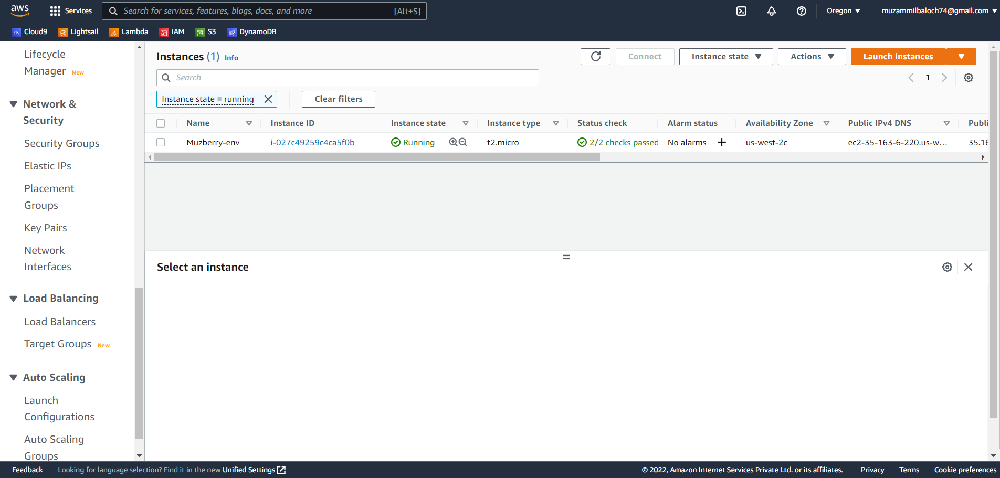 aws
Services
Search for services, features, blogs, docs, and more
[Alt+S]
Oregon
muzammilbaloch74@gmail.com
Cloud9
Lightsail
Lambda
IAM
S3
DynamoDB
Lifecycle
Manager New
Network &
Security
Security Groups
Elastic IPs
Placement
Groups
Key Pairs
Network
Interfaces
Load Balancing
Load Balancers
Target Groups New
Auto Scaling
Launch
Configurations
Auto Scaling
Groups
Instances (1) Info
Connect
Instance state
Actions
Launch instances
Search
1
Instance state = running
Clear filters
Name Instance ID Instance state Instance type Status check Alarm status Availability Zone Public IPv4 DNS Publi
Muzberry-env i-027c49259c4ca5f0b Running t2.micro 2/2 checks passed No alarms + us-west-2c ec2-35-163-6-220.us-w... 35.16
Select an instance
Feedback
Looking for language selection? Find it in the new Unified Settings
© 2022, Amazon Internet Services Private Ltd. or its affiliates.
Privacy
Terms
Cookie preferences